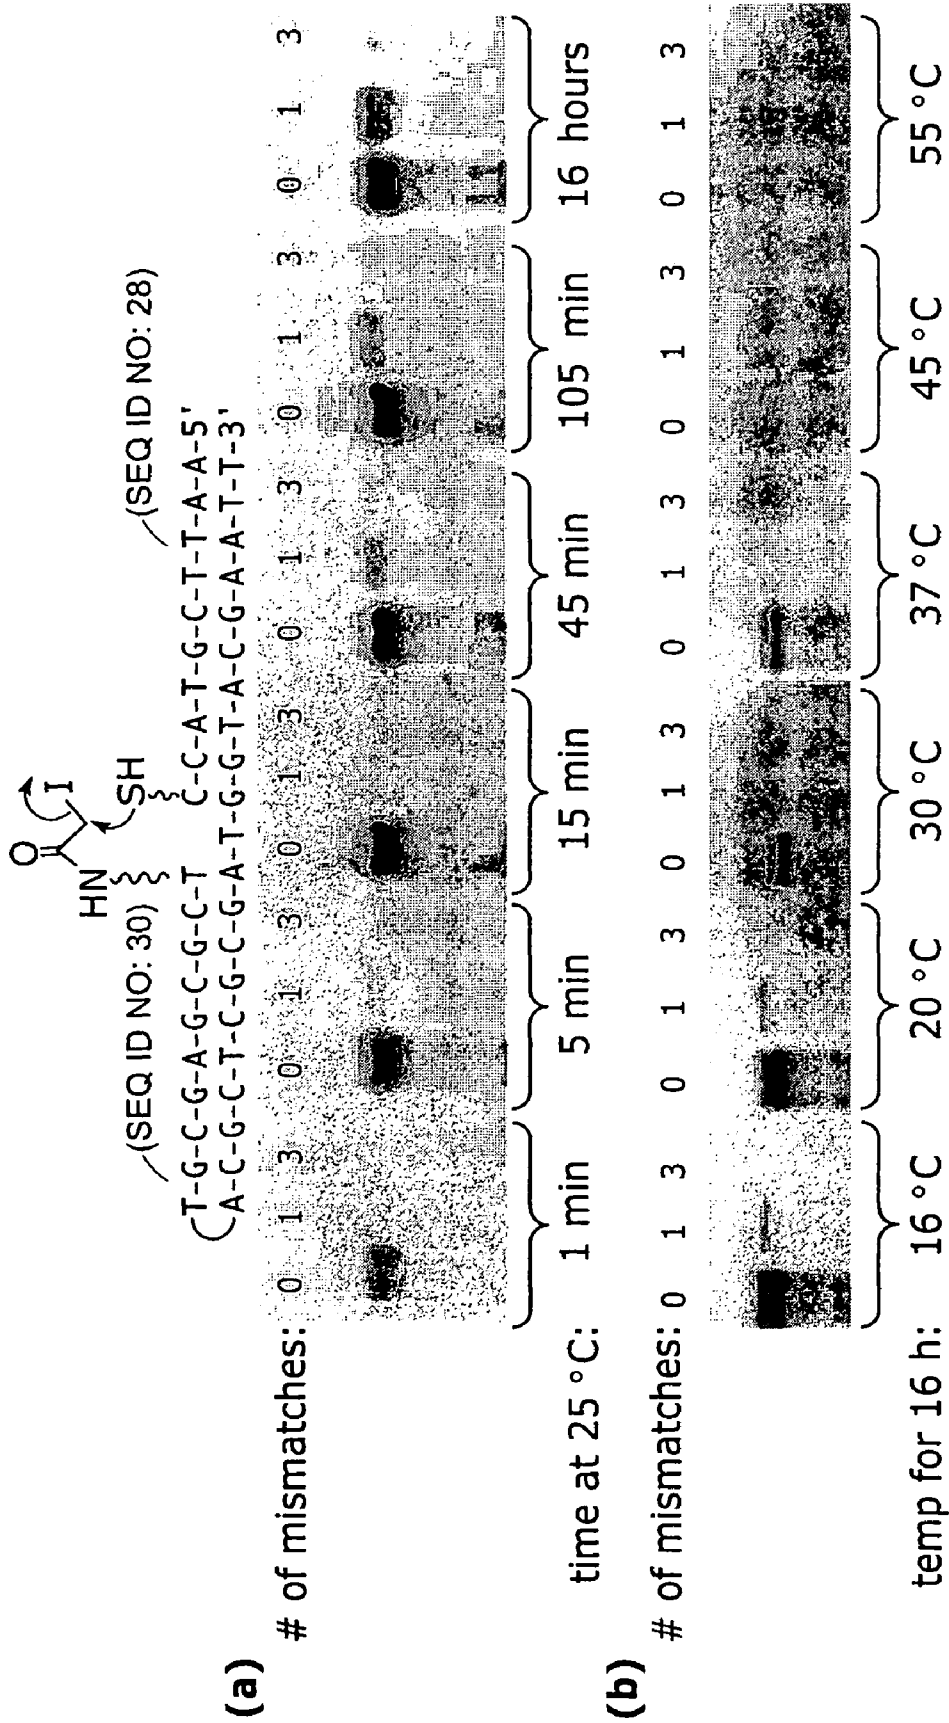 O
HN
I
SH
(SEQ ID NO: 30)
(SEQ ID NO: 28)
T-G-C-G-A-G-C-G-C-T C-C-A-T-G-C-T-T-A-A-5'
A-C-G-C-T-C-G-C-G-A-T-G-G-T-A-C-G-A-A-T-T-3'
(a)
# of mismatches: 0 1 3 0 1 3 0 1 3 0 1 3 0 1 3 0 1 3
time at 25 °C: 1 min 5 min 15 min 45 min 105 min 16 hours
(b)
# of mismatches: 0 1 3 0 1 3 0 1 3 0 1 3 0 1 3 0 1 3
temp for 16 h: 16 °C 20 °C 30 °C 37 °C 45 °C 55 °C